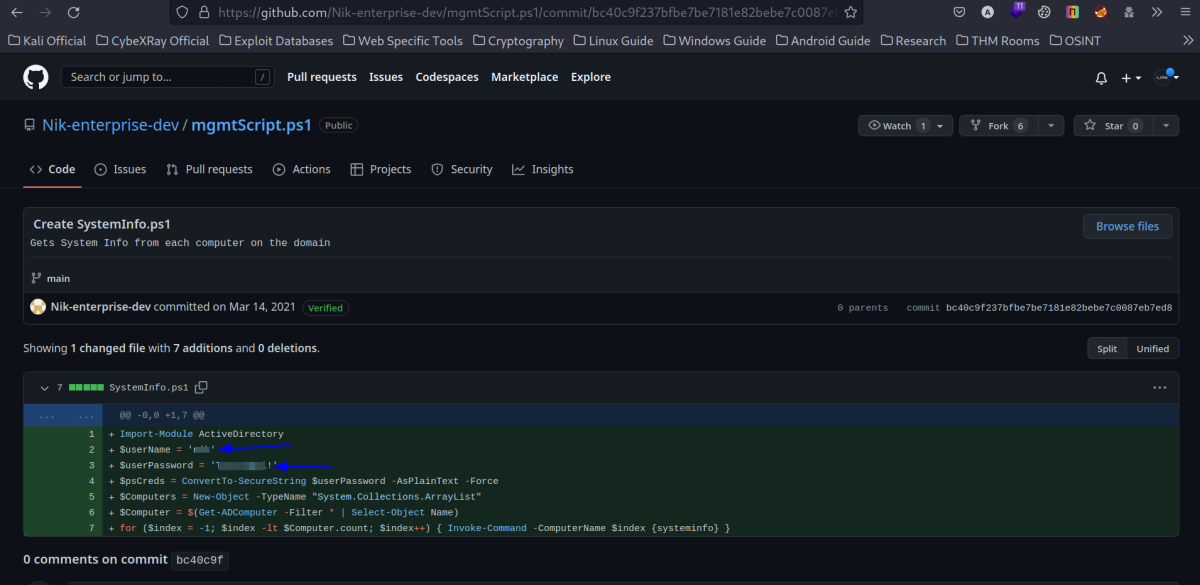 https://github.com/Nik-enterprise-dev/mgmtScript.ps1/commit/bc40c9f237bfbe7be7181e82bebe7c0087e
11
Kali Official CybeXRay Official Exploit Databases Web Specific Tools Cryptography Linux Guide Windows Guide Android Guide Research THM Rooms OSINT
Search or jump to... / Pull requests Issues Codespaces Marketplace Explore
Nik-enterprise-dev / mgmtScript.ps1 Public Watch 1 Fork 6 Star 0
Code Issues Pull requests Actions Projects Security Insights
Create SystemInfo.ps1 Browse files
Gets System Info from each computer on the domain
main
Nik-enterprise-dev committed on Mar 14, 2021 Verified 0 parents commit bc40c9f237bfbe7be7181e82bebe7c0087eb7ed8
Showing 1 changed file with 7 additions and 0 deletions. Split Unified
7 SystemInfo.ps1 ...
... ... @@ -0,0 +1,7 @@
1 + Import-Module ActiveDirectory
2 + $userName = ' '
3 + $userPassword = ' !'
4 + $psCreds = ConvertTo-SecureString $userPassword -AsPlainText -Force
5 + $Computers = New-Object -TypeName "System.Collections.ArrayList"
6 + $Computer = $(Get-ADComputer -Filter * | Select-Object Name)
7 + for ($index = -1; $index -lt $Computer.count; $index++) { Invoke-Command -ComputerName $index {systeminfo} }
0 comments on commit bc40c9f